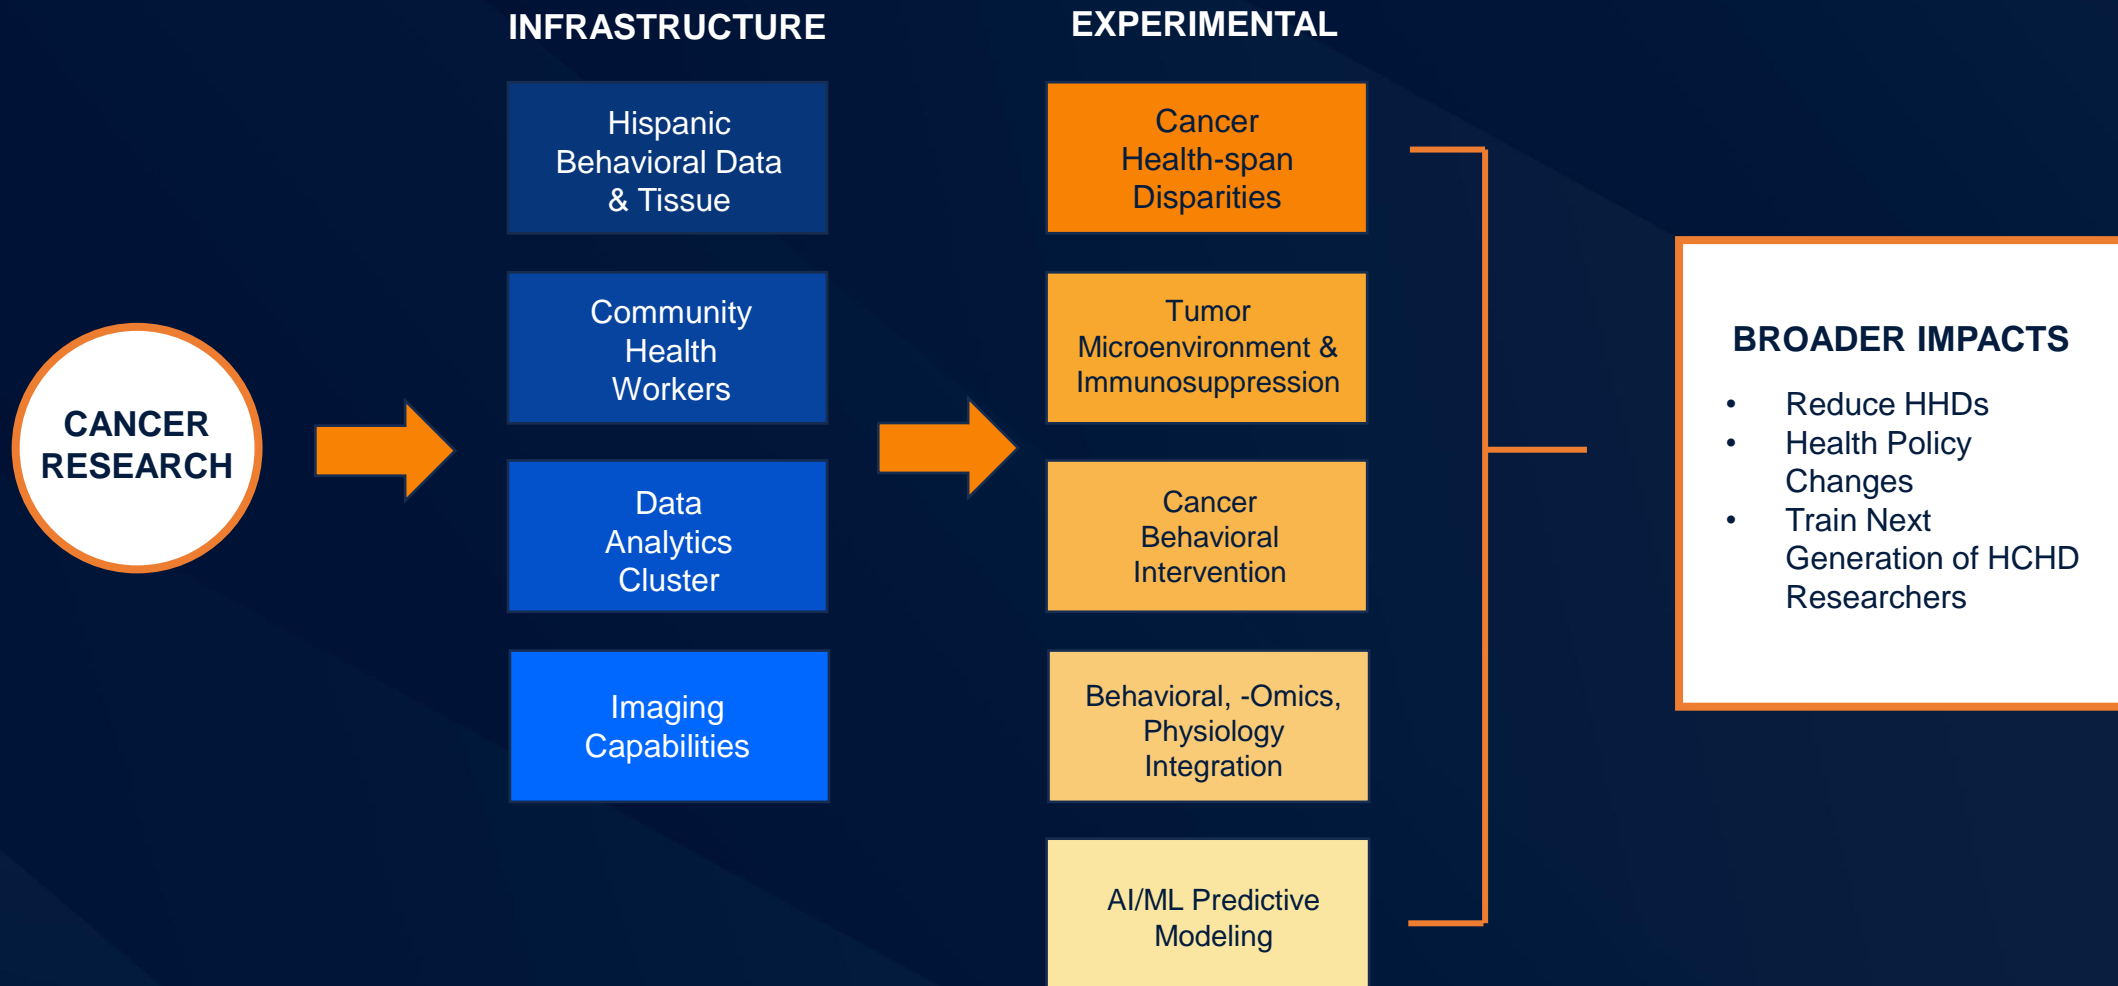 INFRASTRUCTURE
EXPERIMENTAL
CANCER
RESEARCH
Hispanic
Behavioral Data
& Tissue
Community
Health
Workers
Data
Analytics
Cluster
Imaging
Capabilities
Cancer
Health-span
Disparities
Tumor
Microenvironment &
Immunosuppression
Cancer
Behavioral
Intervention
Behavioral, -Omics,
Physiology
Integration
AI/ML Predictive
Modeling
BROADER IMPACTS
• Reduce HHDs
• Health Policy
Changes
• Train Next
Generation of HCHD
Researchers